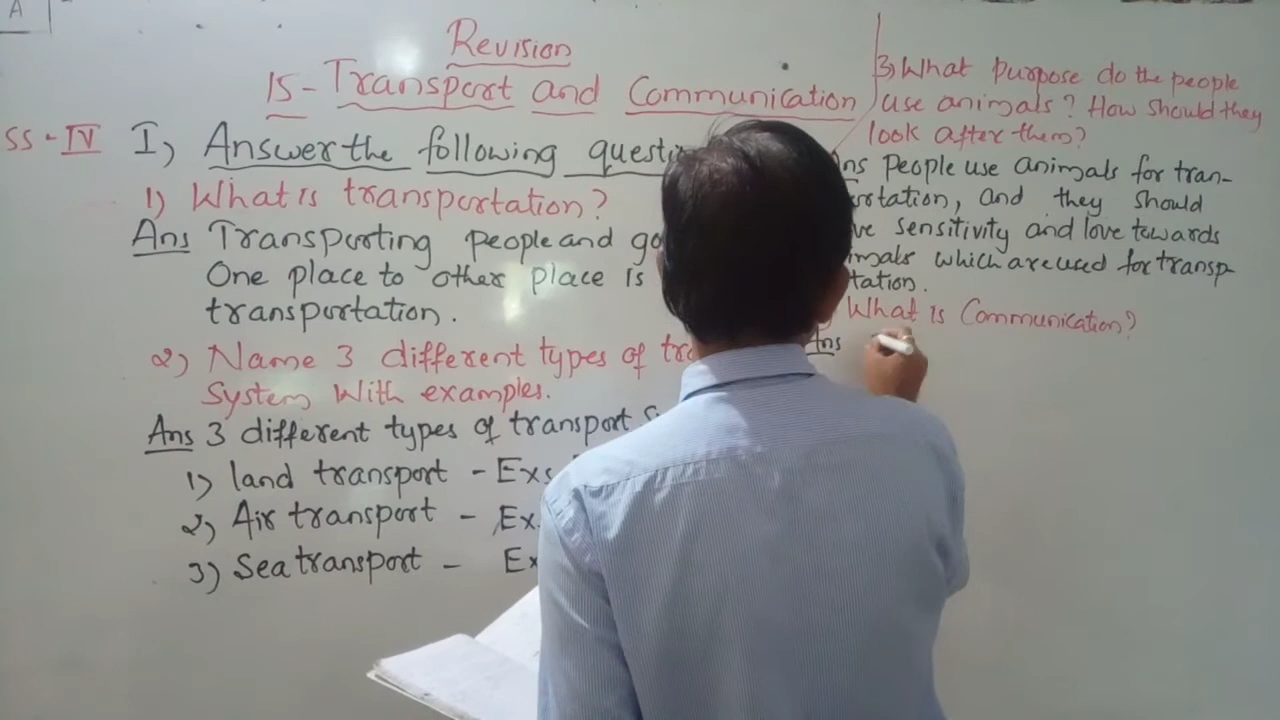 A
Revision
15 - Transport and Communication
SS - IV
I) Answer the following
1) What is transportation?
Ans Transporting people and
One place to other place is
transportation.
2) Name 3 different types of
System With examples.
Ans 3 different types of transport
1) land transport - Exs
2) Air transport - Ex
3) Sea transport - Ex
3) What purpose do the people
use animals? How should they
look after them?
People use animals for tran-
and they should
sensitivity and love towards
which are used for transp-
What is Communication?
Ans